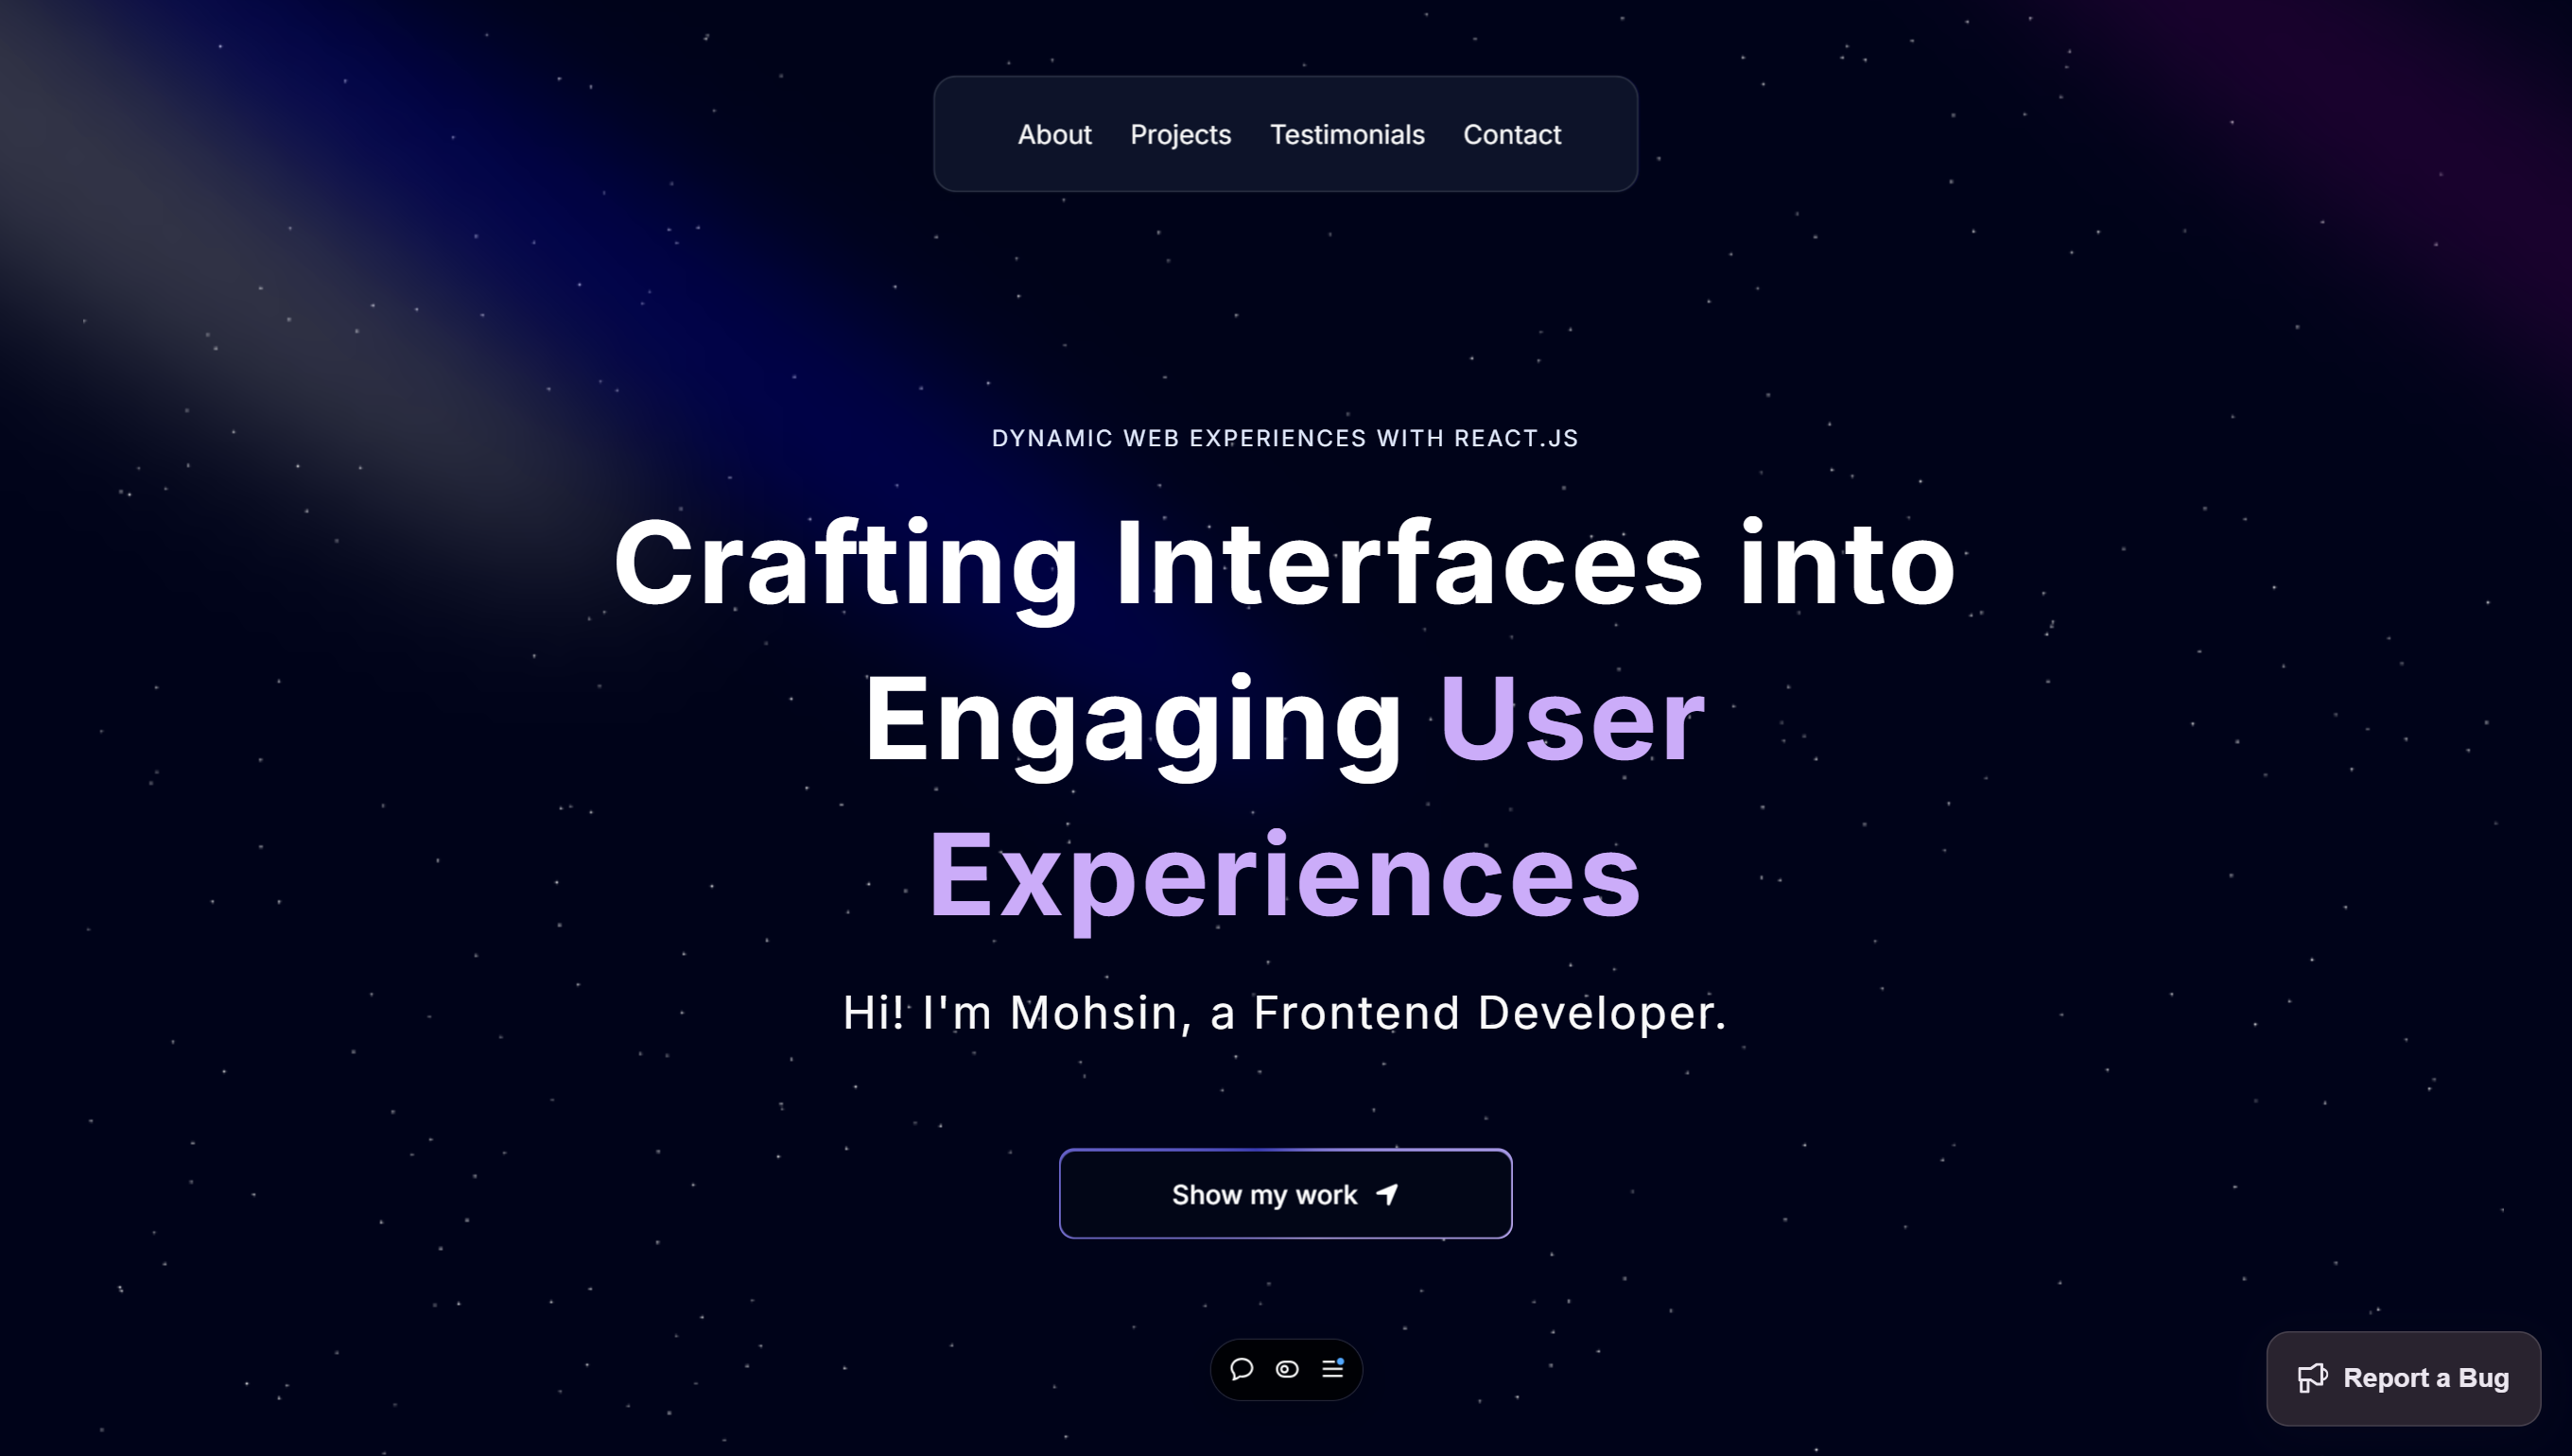 About Projects Testimonials Contact
DYNAMIC WEB EXPERIENCES WITH REACT.JS
Crafting Interfaces into
Engaging User
Experiences
Hi! I'm Mohsin, a Frontend Developer.
Show my work
Report a Bug